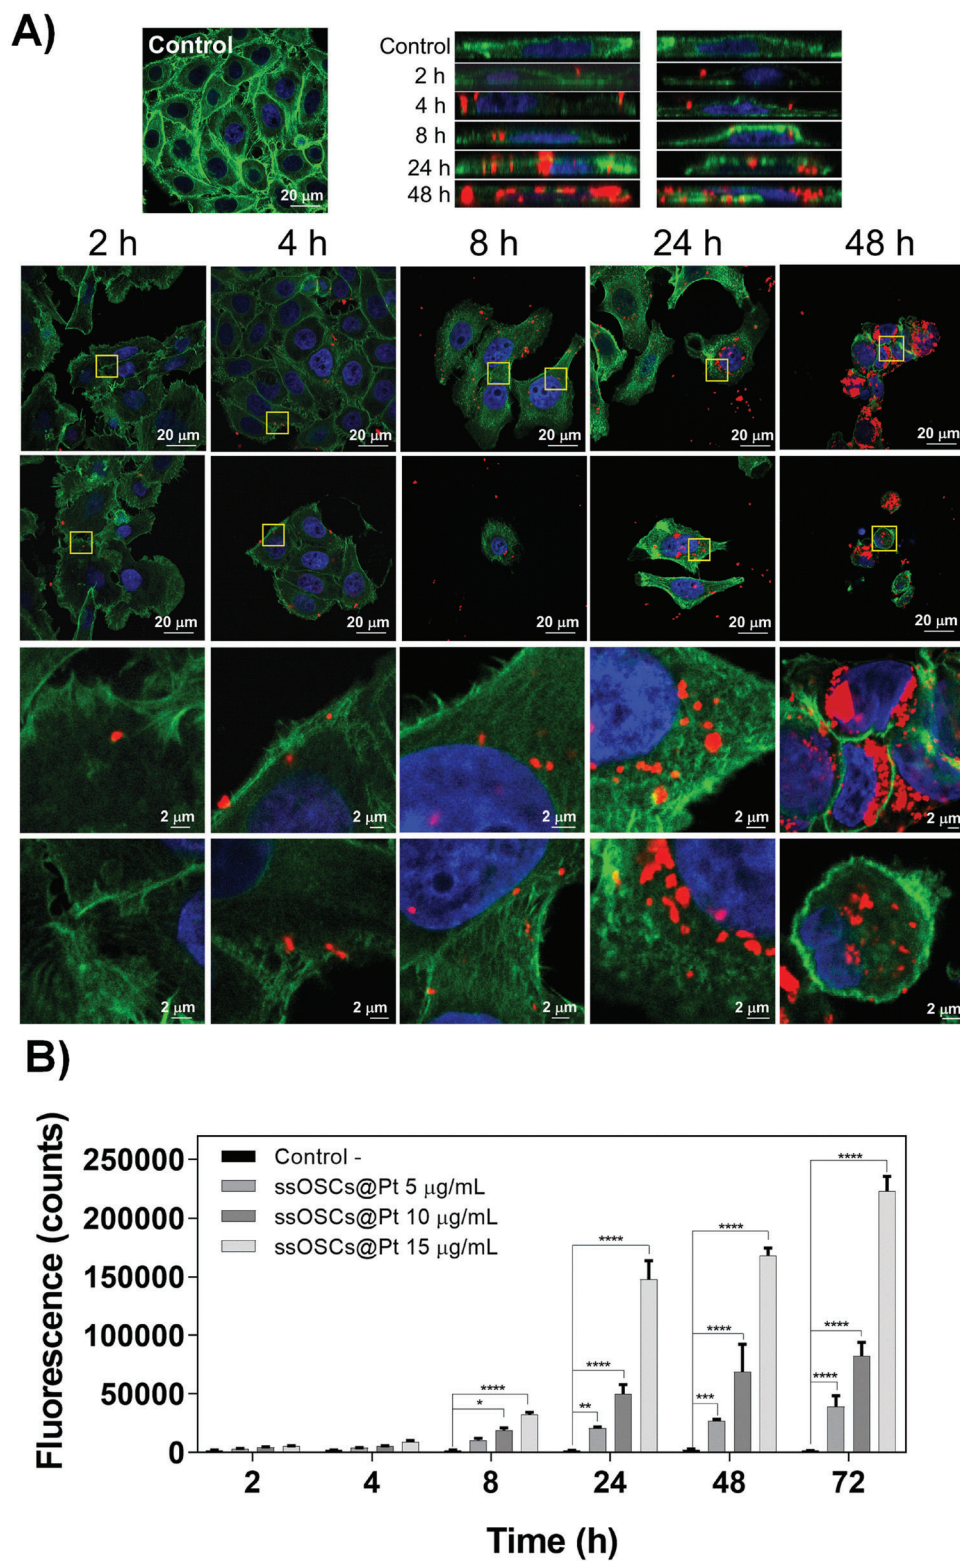 A)
Control
20 μm
Control
2 h
4 h
8 h
24 h
48 h
2 h 4 h 8 h 24 h 48 h
20 μm 20 μm 20 μm 20 μm 20 μm
20 μm 20 μm 20 μm 20 μm 20 μm
2 μm 2 μm 2 μm 2 μm 2 μm
2 μm 2 μm 2 μm 2 μm 2 μm
B)
Fluorescence (counts)
250000
200000
150000
100000
50000
0
Control -
ssOSCs@Pt 5 μg/mL
ssOSCs@Pt 10 μg/mL
ssOSCs@Pt 15 μg/mL
**** *
**** **** **
**** **** ***
**** **** ****
2 4 8 24 48 72
Time (h)